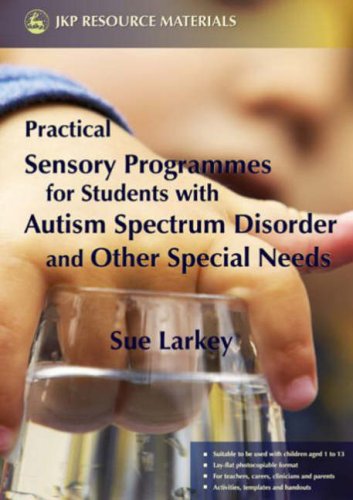 JKP RESOURCE MATERIALS
Practical
Sensory Programmes
for Students with
Autism Spectrum Disorder
and Other Special Needs
Sue Larkey
Suitable to be used with children aged 1 to 13
Lay-flat photocopiable format
For teachers, carers, clinicians and parents
Activities, templates and handouts